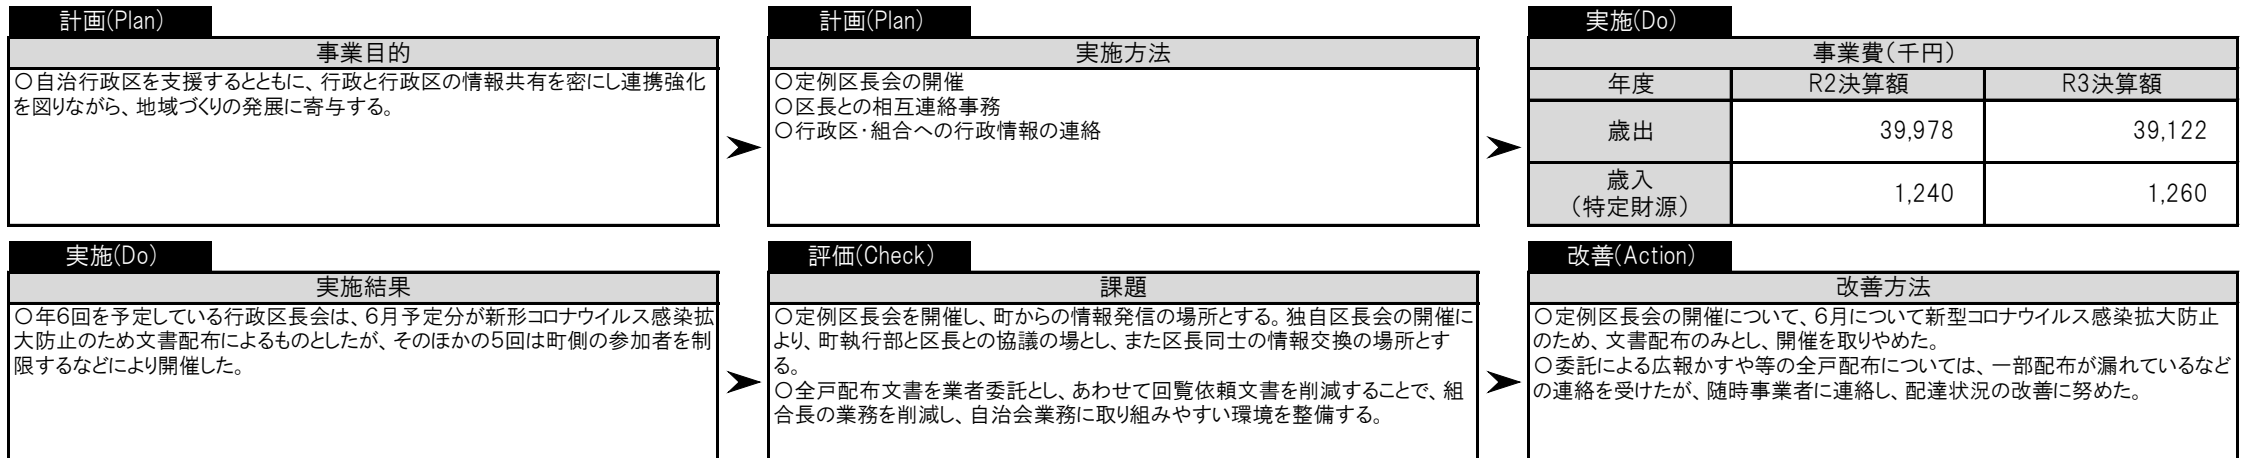 計画(Plan)
事業目的
○自治行政区を支援するとともに、行政と行政区の情報共有を密にし連携強化
を図りながら、地域づくりの発展に寄与する。
計画(Plan)
実施方法
○定例区長会の開催
○区長との相互連絡事務
○行政区・組合への行政情報の連絡
実施(Do)
事業費(千円)
年度 R2決算額 R3決算額
歳出 39,978 39,122
歳入
(特定財源) 1,240 1,260
実施(Do)
実施結果
○年6回を予定している行政区長会は、6月予定分が新形コロナウイルス感染拡
大防止のため文書配布によるものとしたが、そのほかの5回は町側の参加者を制
限するなどにより開催した。
評価(Check)
課題
○定例区長会を開催し、町からの情報発信の場所とする。独自区長会の開催に
より、町執行部と区長との協議の場とし、また区長同士の情報交換の場所とす
る。
○全戸配布文書を業者委託とし、あわせて回覧依頼文書を削減することで、組
合長の業務を削減し、自治会業務に取り組みやすい環境を整備する。
改善(Action)
改善方法
○定例区長会の開催について、6月について新型コロナウイルス感染拡大防止
のため、文書配布のみとし、開催を取りやめた。
○委託による広報かすや等の全戸配布については、一部配布が漏れているなど
の連絡を受けたが、随時事業者に連絡し、配達状況の改善に努めた。